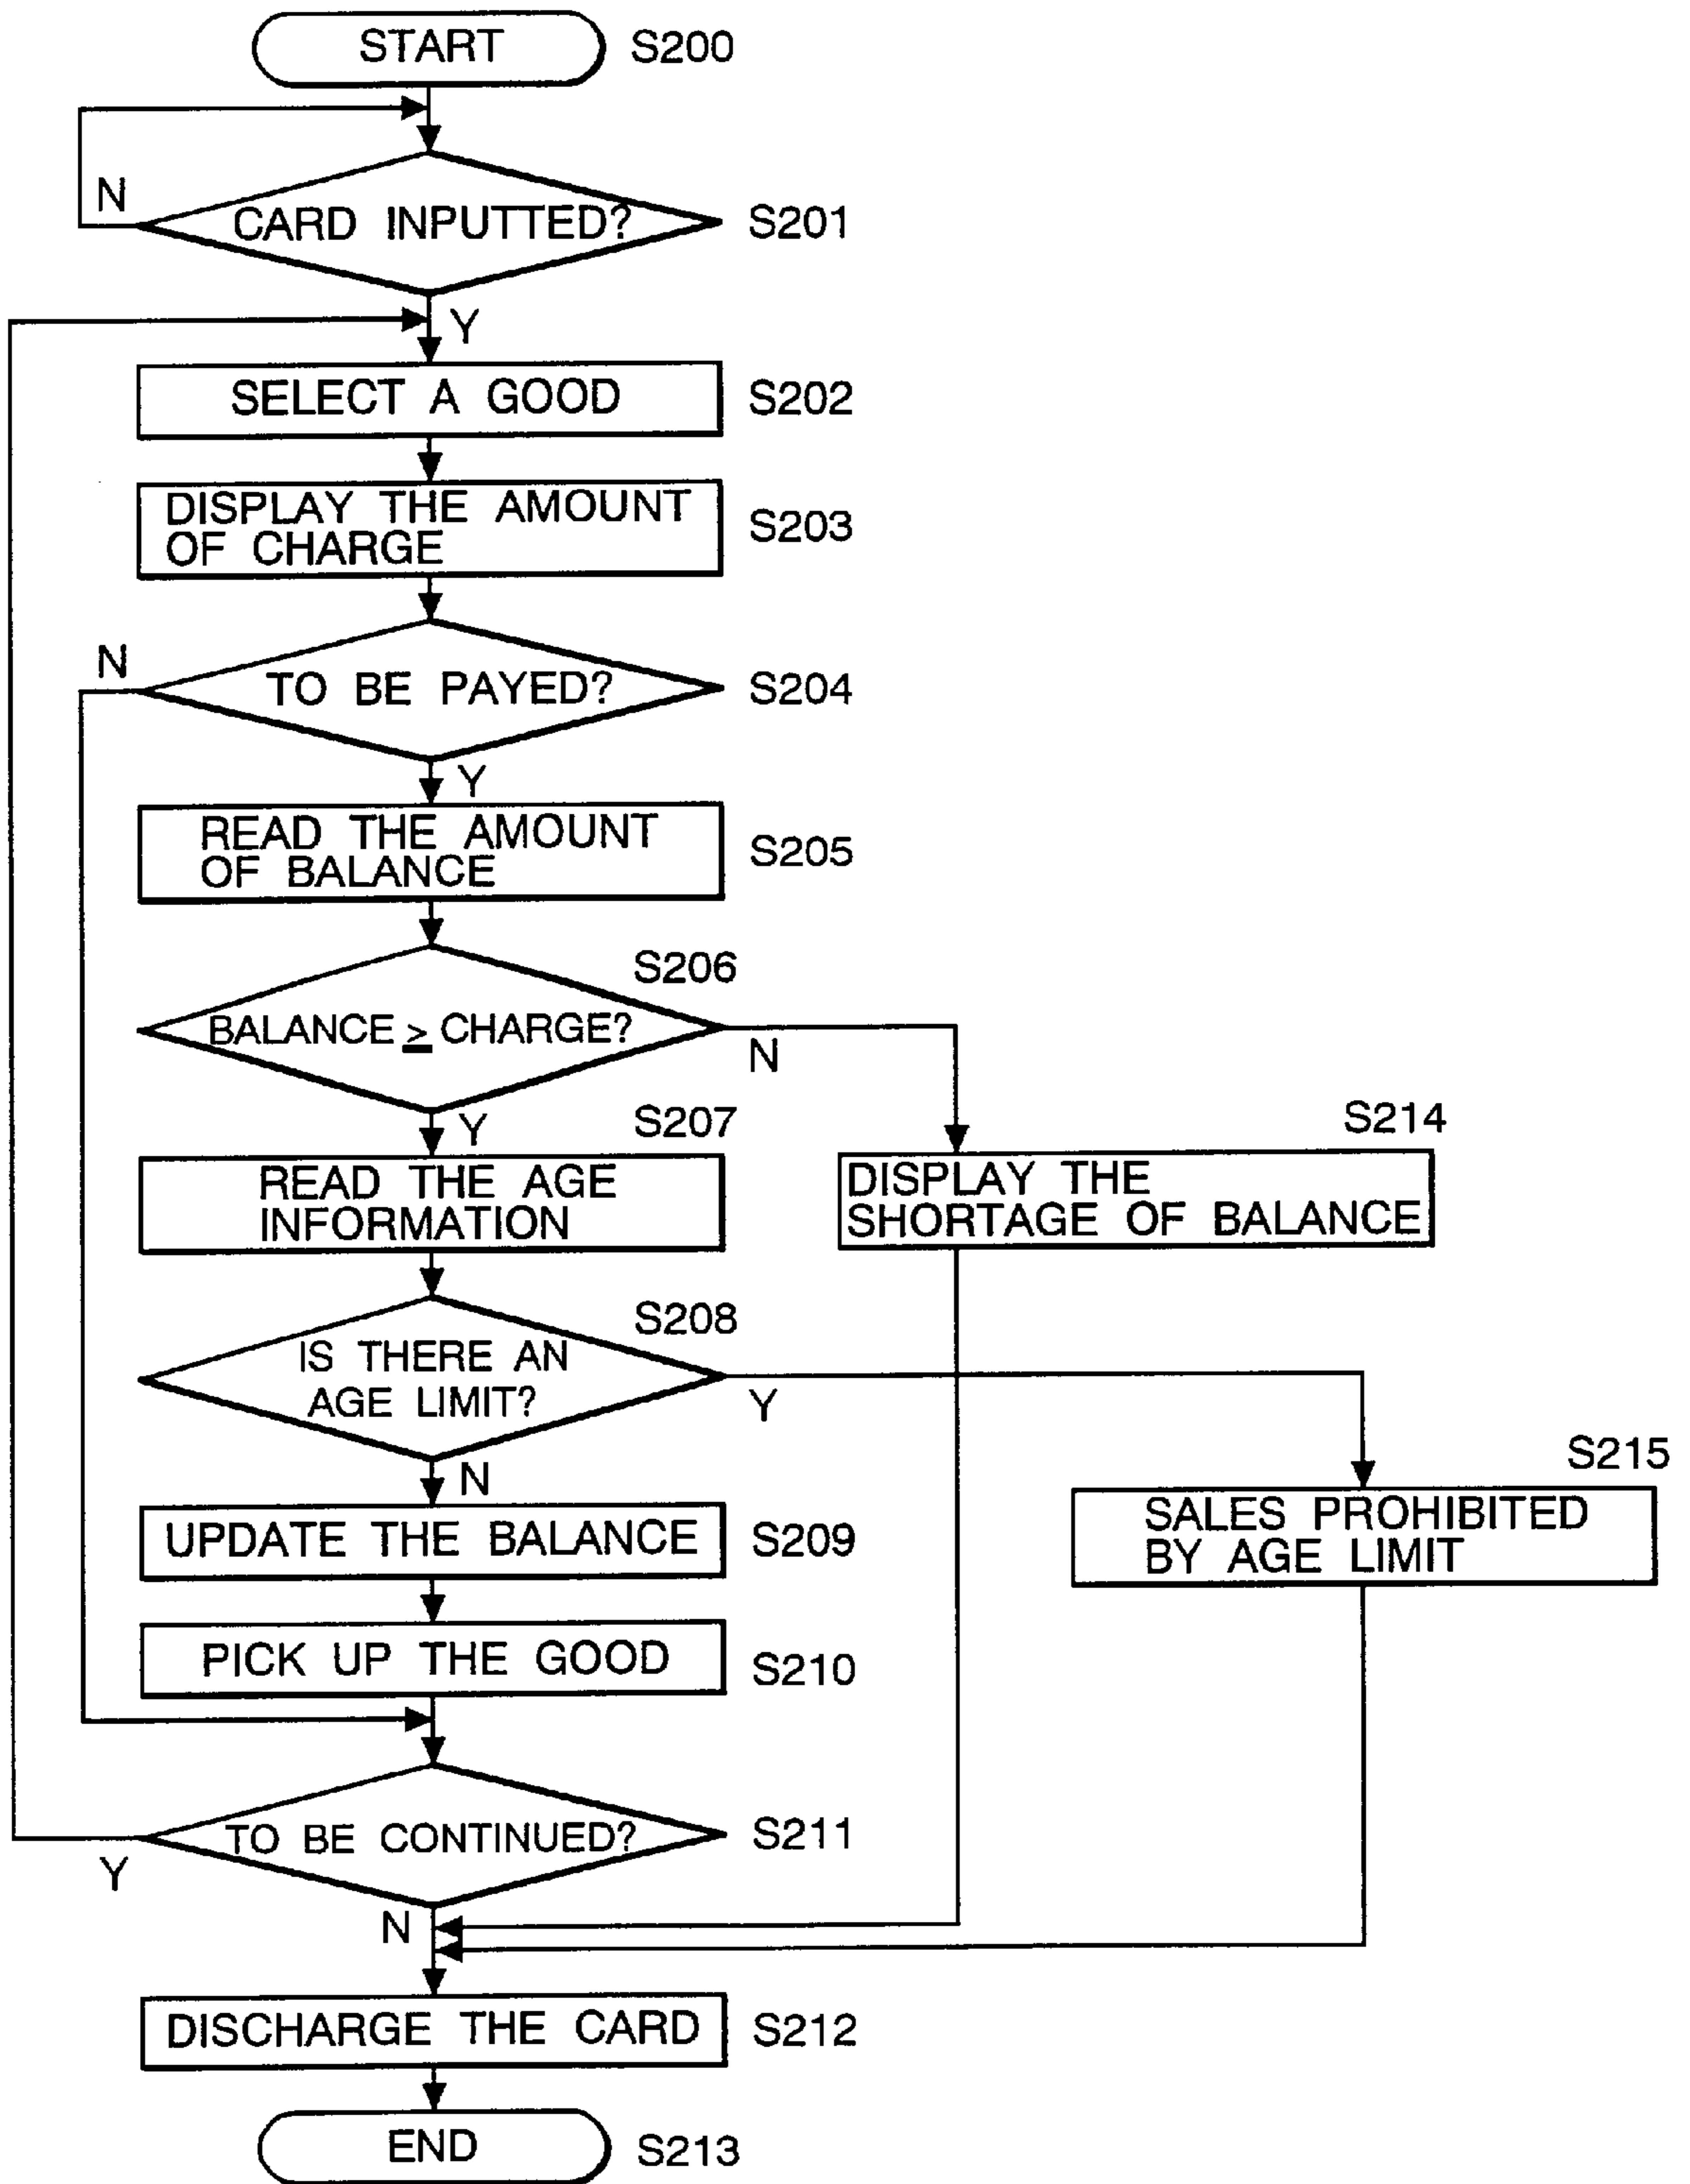 START
S200
N
CARD INPUTTED?
S201
Y
SELECT A GOOD
S202
DISPLAY THE AMOUNT
OF CHARGE
S203
N
TO BE PAYED?
S204
Y
READ THE AMOUNT
OF BALANCE
S205
S206
BALANCE ≥ CHARGE?
N
Y
S207
READ THE AGE
INFORMATION
S214
DISPLAY THE
SHORTAGE OF BALANCE
S208
IS THERE AN
AGE LIMIT?
Y
N
S215
SALES PROHIBITED
BY AGE LIMIT
UPDATE THE BALANCE
S209
PICK UP THE GOOD
S210
TO BE CONTINUED?
S211
Y
N
DISCHARGE THE CARD
S212
END
S213